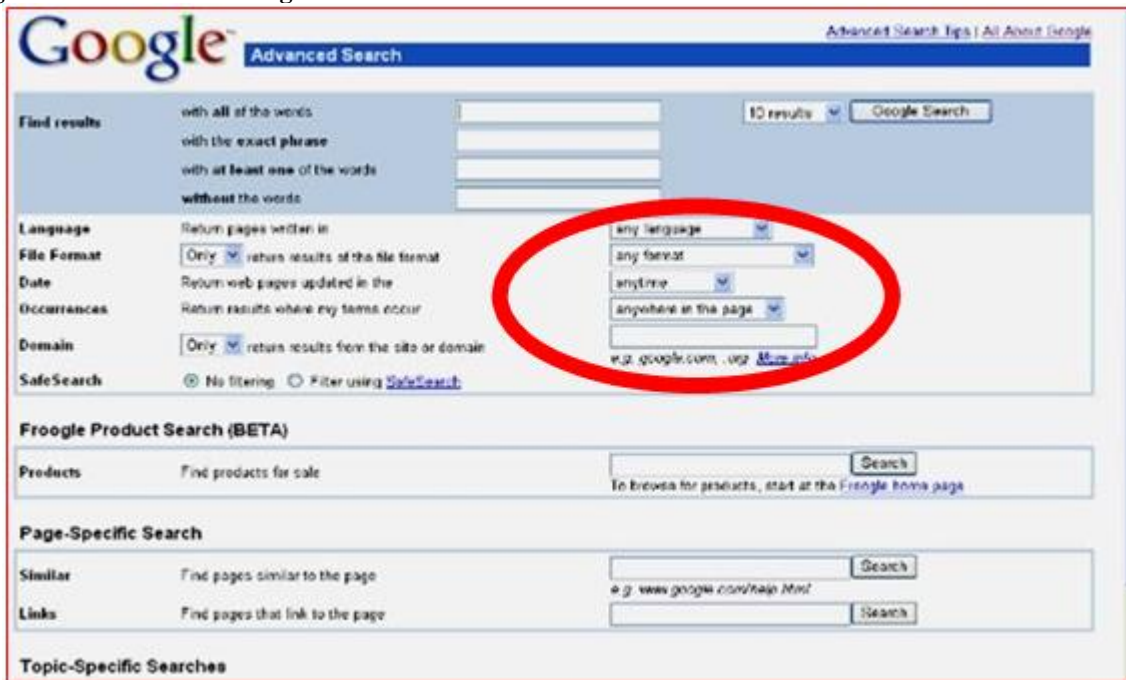 Google
Advanced Search
Advanced Search Tips | All About Google
Find results
with all of the words
10 results
Google Search
with the exact phrase
with at least one of the words
without the words
Language Return pages written in any language
File Format Only return results of the file format any format
Date Return web pages updated in the anytime
Occurrences Return results where my terms occur anywhere in the page
Domain Only return results from the site or domain
e.g. google.com, .org More info
SafeSearch No filtering Filter using SafeSearch
Froogle Product Search (BETA)
Products Find products for sale Search
To browse for products, start at the Froogle home page
Page-Specific Search
Similar Find pages similar to the page Search
e.g. www.google.com/help.html
Links Find pages that link to the page Search
Topic-Specific Searches